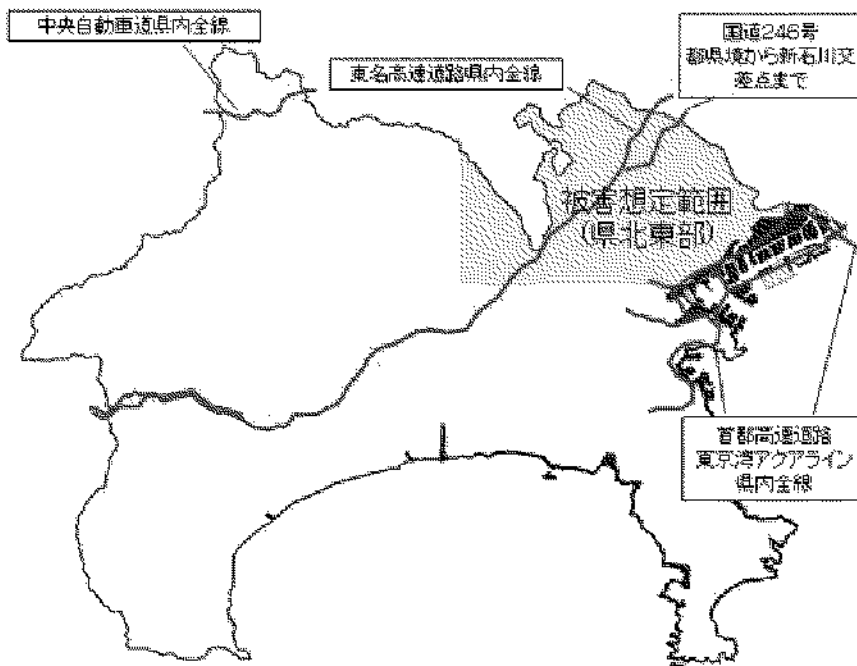 中央自動車道県内全線
東名高速道路県内全線
国道246号
都県境から新石川交
差点まで
被害想定範囲
(県北東部)
首都高速道路
東京湾アクアライン
県内全線